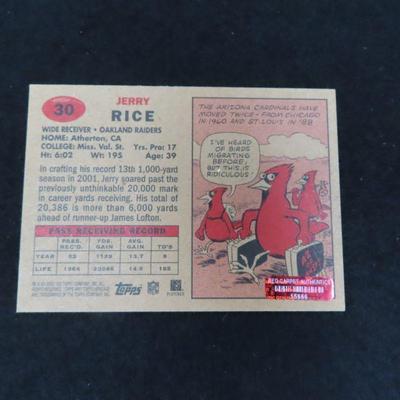 30
JERRY
RICE
WIDE RECEIVER • OAKLAND RAIDERS
HOME: Atherton, CA
COLLEGE: Miss. Val. St. Yrs. Pro: 17
Ht: 6:02 Wt: 195 Age: 39
In crafting his record 13th 1,000-yard
season in 2001, Jerry soared past the
previously unthinkable 20,000 mark
in career yards receiving. His total of
20,386 is more than 6,000 yards
ahead of runner-up James Lofton.
PASS RECEIVING RECORD
PASS. YDS. AVG.
REC'D. GAIN GAIN TD'S
YEAR 83 1139 13.7 9
LIFE 1364 20386 14.9 185
Topps
NFL
PLAYERS
THE ARIZONA CARDINALS HAVE
MOVED TWICE - FROM CHICAGO
IN 1960 AND ST. LOUIS IN '88
I'VE HEARD
OF BIRDS
MIGRATING
BEFORE,
BUT THIS IS
RIDICULOUS!
RED CARPET AUTHENTICS